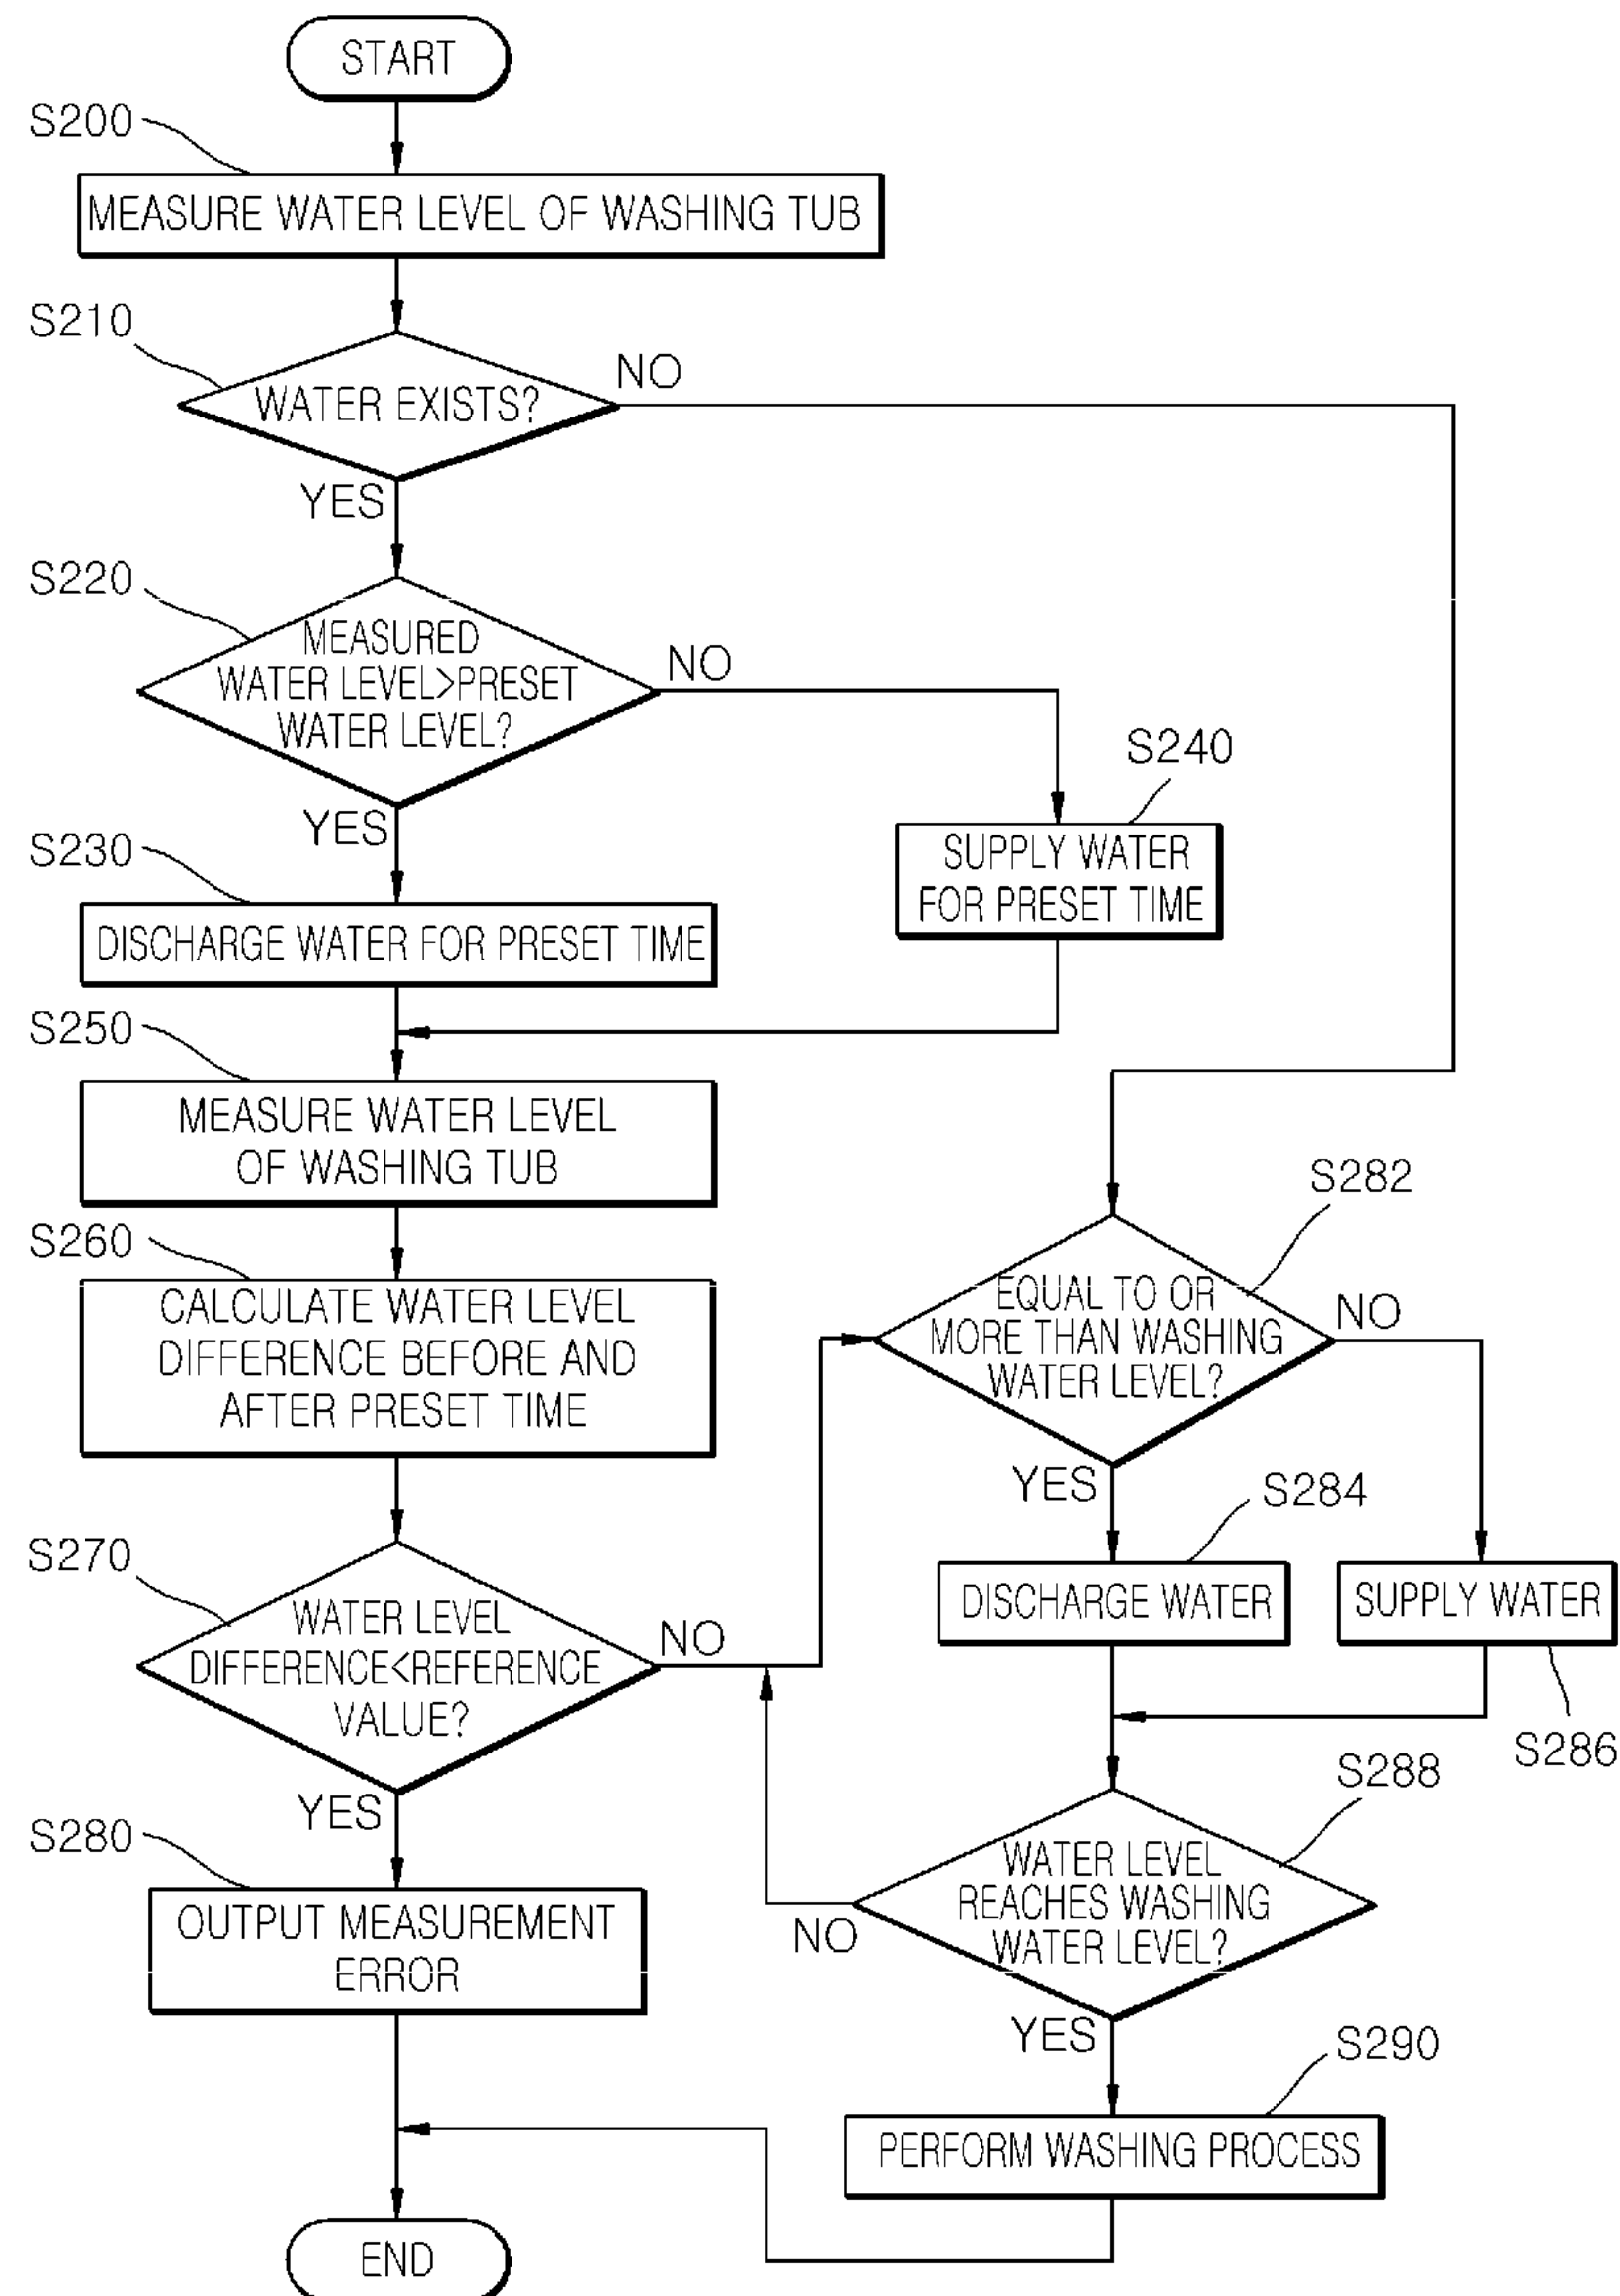 START
S200
MEASURE WATER LEVEL OF WASHING TUB
S210
WATER EXISTS?
NO
YES
S220
MEASURED
WATER LEVEL>PRESET
WATER LEVEL?
NO
YES
S240
SUPPLY WATER
FOR PRESET TIME
S230
DISCHARGE WATER FOR PRESET TIME
S250
MEASURE WATER LEVEL
OF WASHING TUB
S260
CALCULATE WATER LEVEL
DIFFERENCE BEFORE AND
AFTER PRESET TIME
S270
WATER LEVEL
DIFFERENCE<REFERENCE
VALUE?
NO
YES
S280
OUTPUT MEASUREMENT
ERROR
S282
EQUAL TO OR
MORE THAN WASHING
WATER LEVEL?
NO
YES
S284
DISCHARGE WATER
SUPPLY WATER
S286
S288
WATER LEVEL
REACHES WASHING
WATER LEVEL?
NO
YES
S290
PERFORM WASHING PROCESS
END